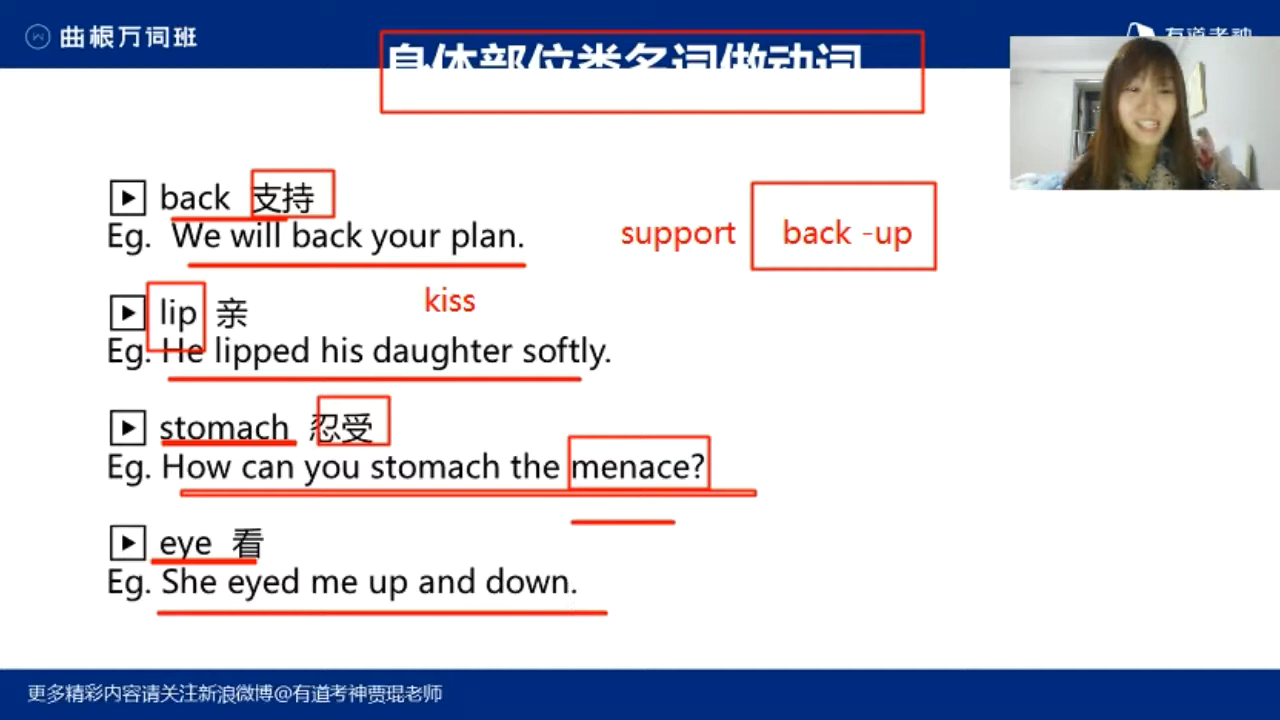 曲根万词班
有道考神
身体部位类名词做动词
back 支持
Eg. We will back your plan.
support back -up
lip 亲
kiss
Eg. He lipped his daughter softly.
stomach 忍受
Eg. How can you stomach the menace?
eye 看
Eg. She eyed me up and down.
更多精彩内容请关注新浪微博@有道考神贾琨老师